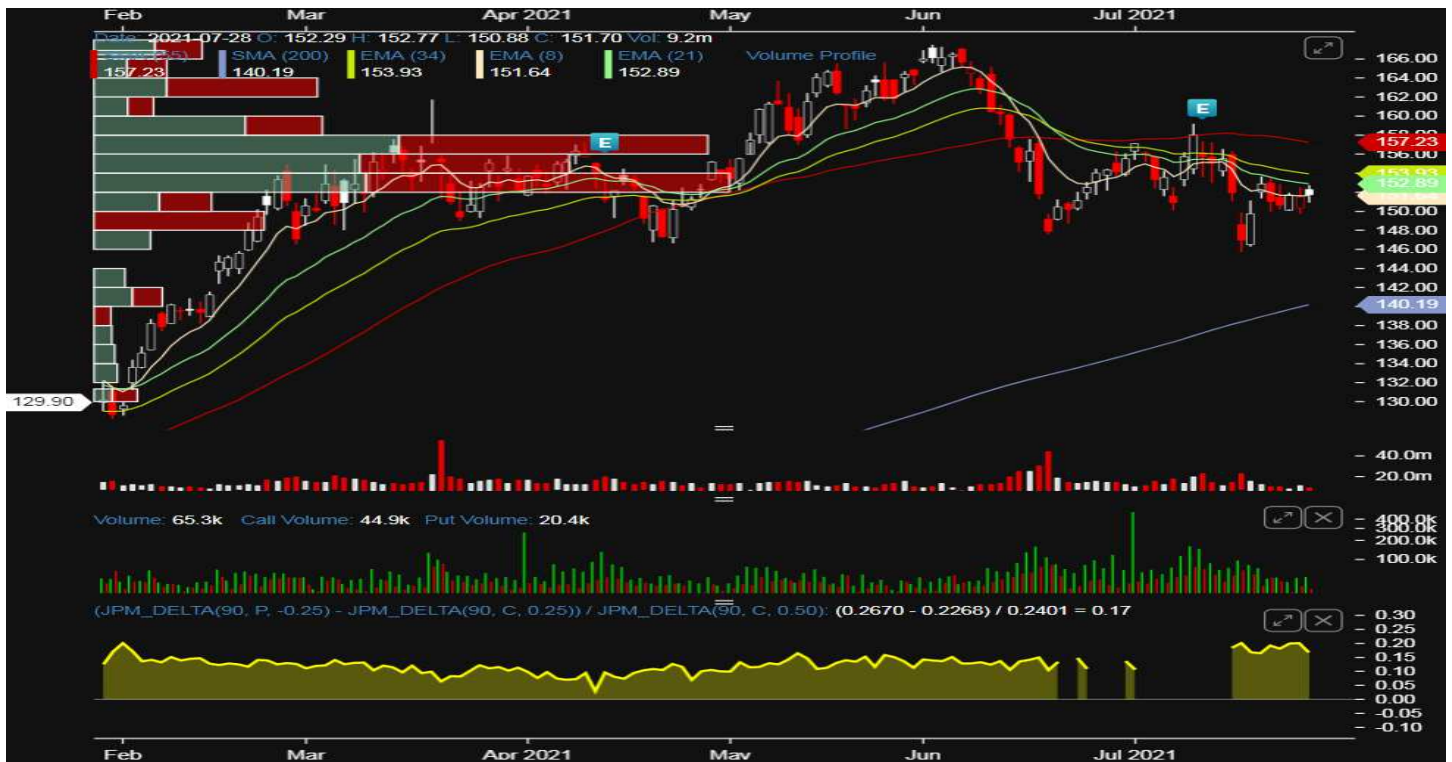 Feb Mar Apr 2021 May Jun Jul 2021
Date: 2021-07-28 O: 152.29 H: 152.77 L: 150.88 C: 151.70 Vol: 9.2m
SMA (200) EMA (34) EMA (8) EMA (21) Volume Profile
157.23 140.19 153.93 151.64 152.89
E
E
166.00
164.00
162.00
160.00
158.00
157.23
156.00
153.93
152.89
150.00
148.00
146.00
144.00
142.00
140.19
138.00
136.00
134.00
132.00
130.00
129.90
40.0m
20.0m
Volume: 65.3k Call Volume: 44.9k Put Volume: 20.4k
400.0k
300.0k
200.0k
100.0k
(JPM_DELTA(90, P, -0.25) - JPM_DELTA(90, C, 0.25)) / JPM_DELTA(90, C, 0.50): (0.2670 - 0.2268) / 0.2401 = 0.17
0.30
0.25
0.20
0.15
0.10
0.05
0.00
-0.05
-0.10
Feb Mar Apr 2021 May Jun Jul 2021